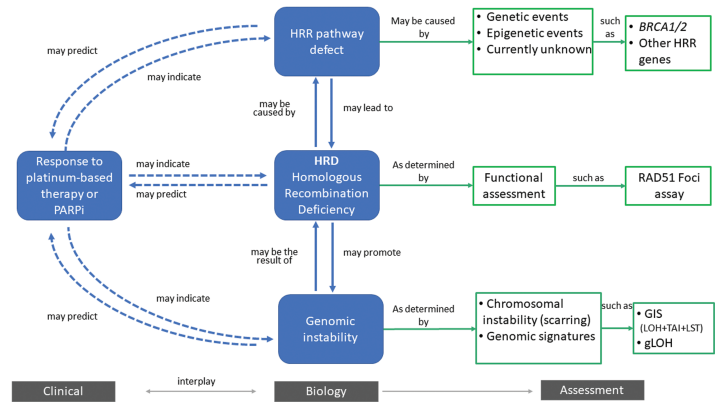 HRR pathway
defect
May be caused
by
• Genetic events
• Epigenetic events
• Currently unknown
such
as
• BRCA1/2
• Other HRR
genes
may predict
may indicate
may be
caused by
may lead to
Response to
platinum-based
therapy or
PARPi
may indicate
may predict
HRD
Homologous
Recombination
Deficiency
As determined
by
Functional
assessment
such as
RAD51 Foci
assay
may be the
result of
may promote
may indicate
may predict
Genomic
instability
As determined
by
• Chromosomal
instability (scarring)
• Genomic signatures
such as
• GIS
(LOH+TAI+LST)
• gLOH
Clinical
interplay
Biology
Assessment